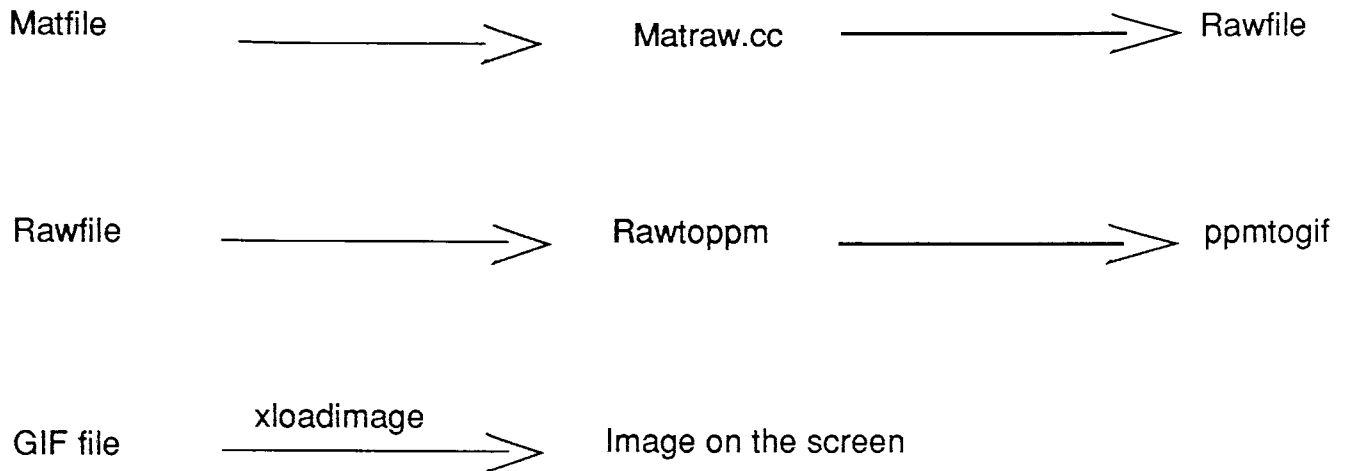 Matfile Matraw.cc Rawfile
Rawfile Rawtoppm ppmtogif
xloadimage
GIF file Image on the screen